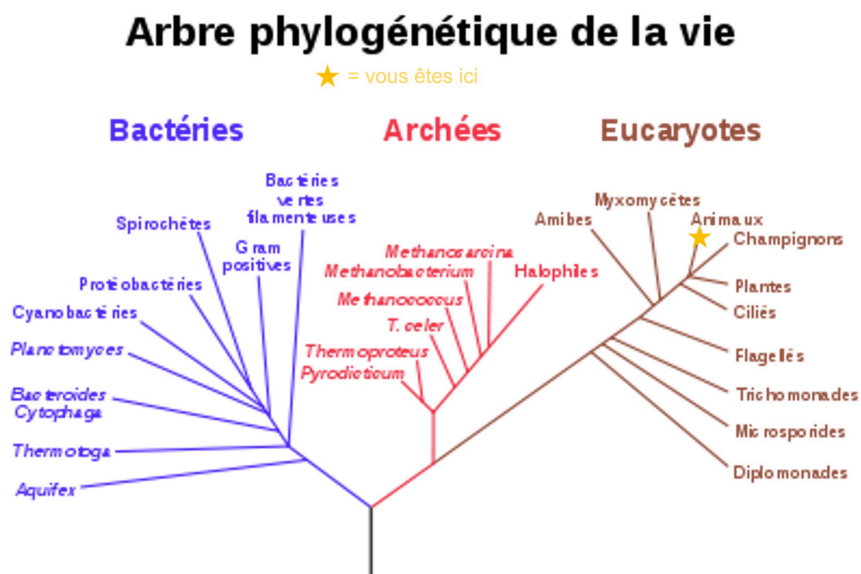 Arbre phylogénétique de la vie
★ = vous êtes ici
Bactéries
Archées
Eucaryotes
Bactéries
vertes
filamenteuses
Spirochètes
Gram
positives
Protéobactéries
Cyanobactéries
Planctomyces
Bacteroides
Cytophaga
Thermotoga
Aquifex
Methanosarcina
Methanobacterium
Halophiles
Methanococcus
T. celer
Thermoproteus
Pyrodicticum
Myxomycètes
Amibes
Animaux
Champignons
Plantes
Ciliés
Flagellés
Trichomonades
Microsporides
Diplomonades